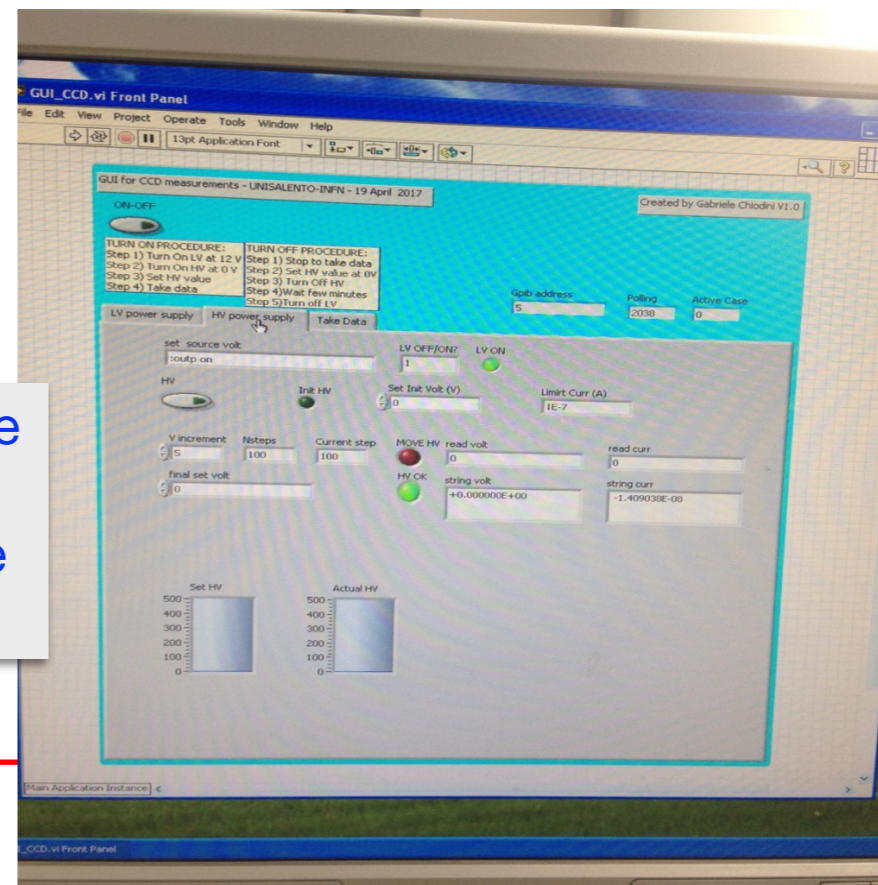 GUI_CCD.vi Front Panel
File Edit View Project Operate Tools Window Help
13pt Application Font
GUI for CCD measurements - UNISALENTO-INFN - 19 April 2017
Created by Gabriele Chiodini V1.0
ON-OFF
TURN ON PROCEDURE:
Step 1) Turn On LV at 12 V
Step 2) Turn On HV at 0 V
Step 3) Set HV value
Step 4) Take data
TURN OFF PROCEDURE:
Step 1) Stop to take data
Step 2) Set HV value at 0V
Step 3) Turn Off HV
Step 4)Wait few minutes
Step 5)Turn off LV
Gpib address
5
Polling
2038
Active Case
0
LV power supply HV power supply Take Data
set source volt
:outp on
LV OFF/ON?
1
LV ON
HV
Init HV
Set Init Volt (V)
0
Limirt Curr (A)
1E-7
V increment
5
Nsteps
100
Current step
100
MOVE HV
read volt
0
read curr
0
final set volt
0
HV OK
string volt
+0.000000E+00
string curr
-1.409038E-08
Set HV
500
400
300
200
100
0
Actual HV
500
400
300
200
100
0
e
e
Main Application Instance
I_CCD.vi Front Panel